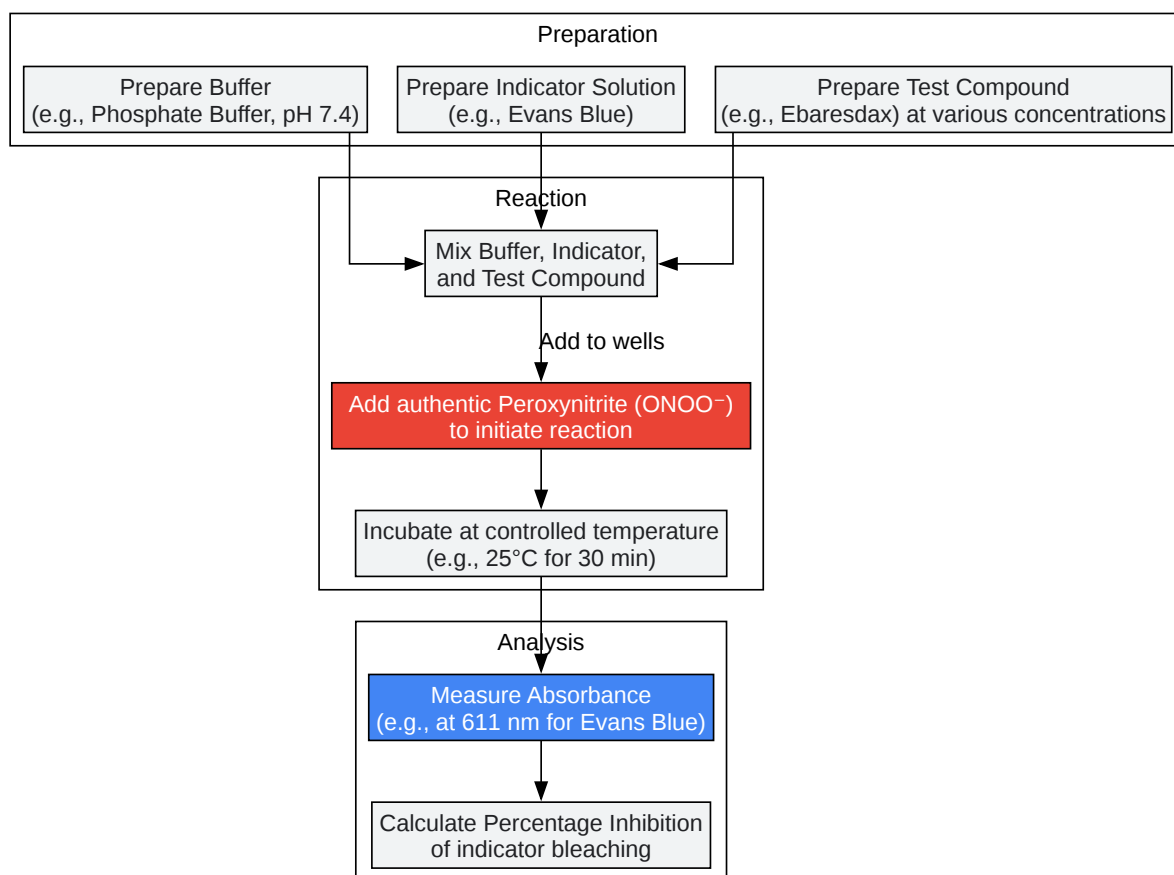 Preparation
Prepare Buffer
(e.g., Phosphate Buffer, pH 7.4)
Prepare Indicator Solution
(e.g., Evans Blue)
Prepare Test Compound
(e.g., Ebaresdax) at various concentrations
Reaction
Mix Buffer, Indicator,
and Test Compound
Add to wells
Add authentic Peroxynitrite (ONOO⁻)
to initiate reaction
Incubate at controlled temperature
(e.g., 25°C for 30 min)
Analysis
Measure Absorbance
(e.g., at 611 nm for Evans Blue)
Calculate Percentage Inhibition
of indicator bleaching